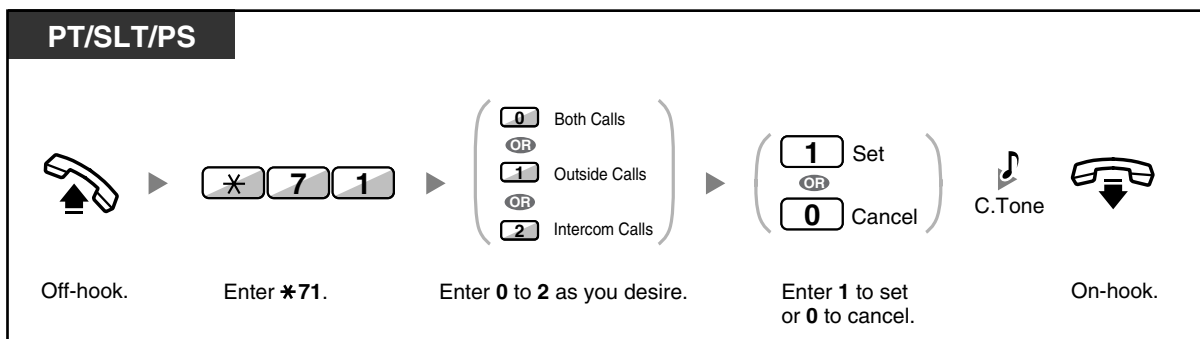 PT/SLT/PS
0 Both Calls
OR
1 Outside Calls
OR
2 Intercom Calls
* 7 1
1 Set
OR
0 Cancel
C.Tone
Off-hook.
Enter *71.
Enter 0 to 2 as you desire.
Enter 1 to set
or 0 to cancel.
On-hook.